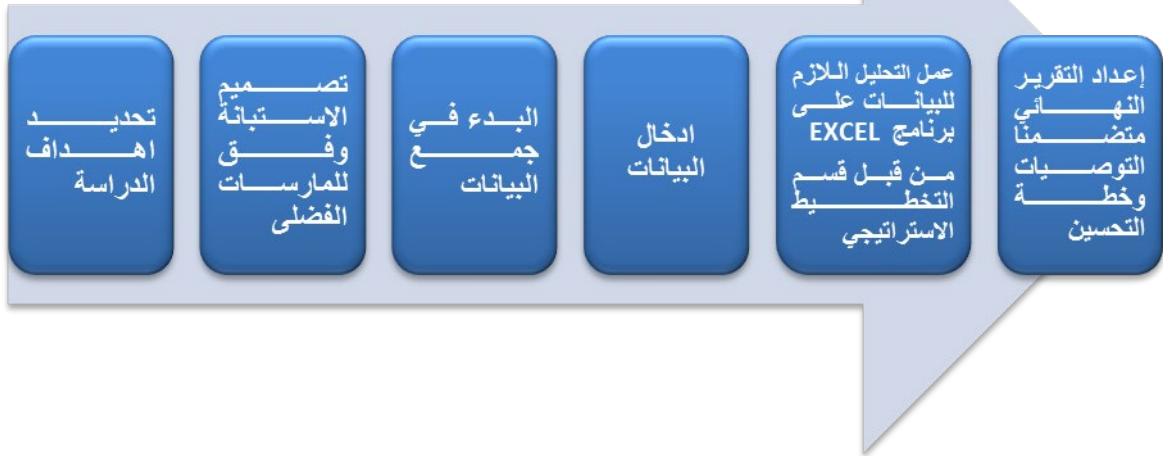 تحديد
اهداف
الدراسة
تصميم
الاستبانة
وفق
للمارسات
الفضلى
البدء في
جمع
البيانات
ادخال
البيانات
عمل التحليل اللازم
للبيانات على
برنامج EXCEL
من قبل قسم
التخطيط
الاستراتيجي
إعداد التقرير
النهائي
متضمنا
التوصيات
وخطة
التحسين